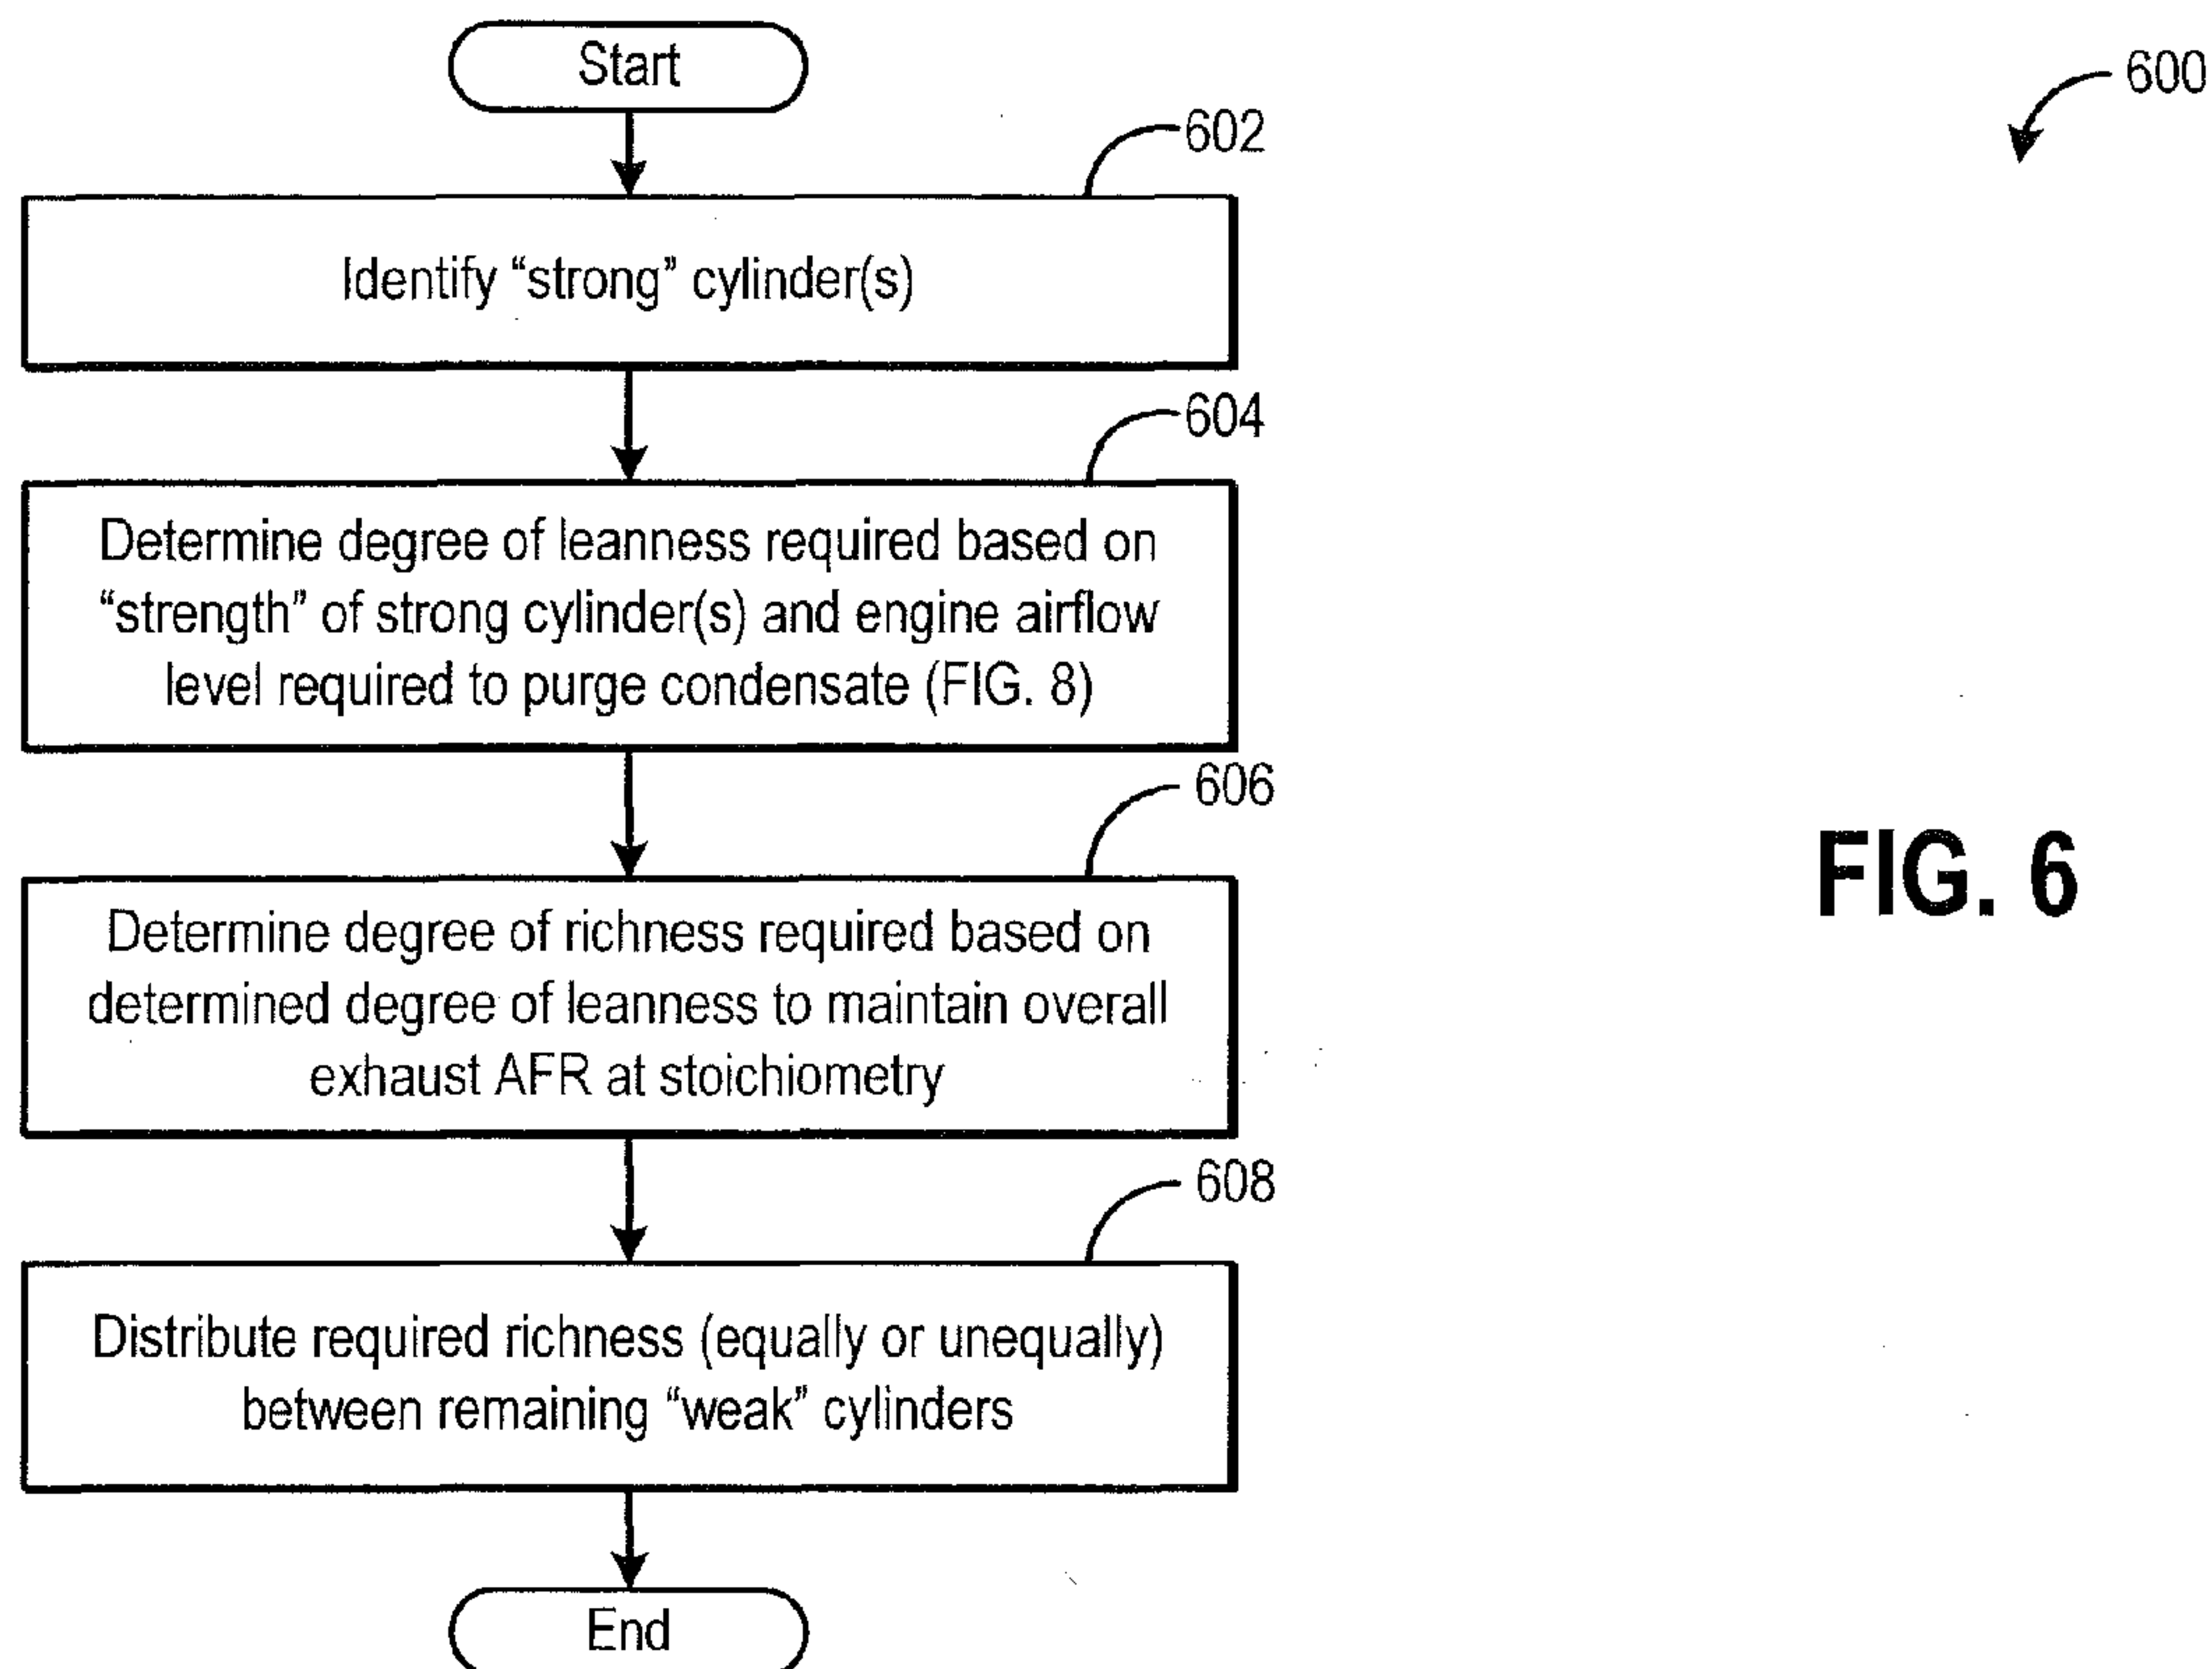 Start
600
602
Identify “strong” cylinder(s)
604
Determine degree of leanness required based on
“strength” of strong cylinder(s) and engine airflow
level required to purge condensate (FIG. 8)
606
Determine degree of richness required based on
determined degree of leanness to maintain overall
exhaust AFR at stoichiometry
FIG. 6
608
Distribute required richness (equally or unequally)
between remaining “weak” cylinders
End